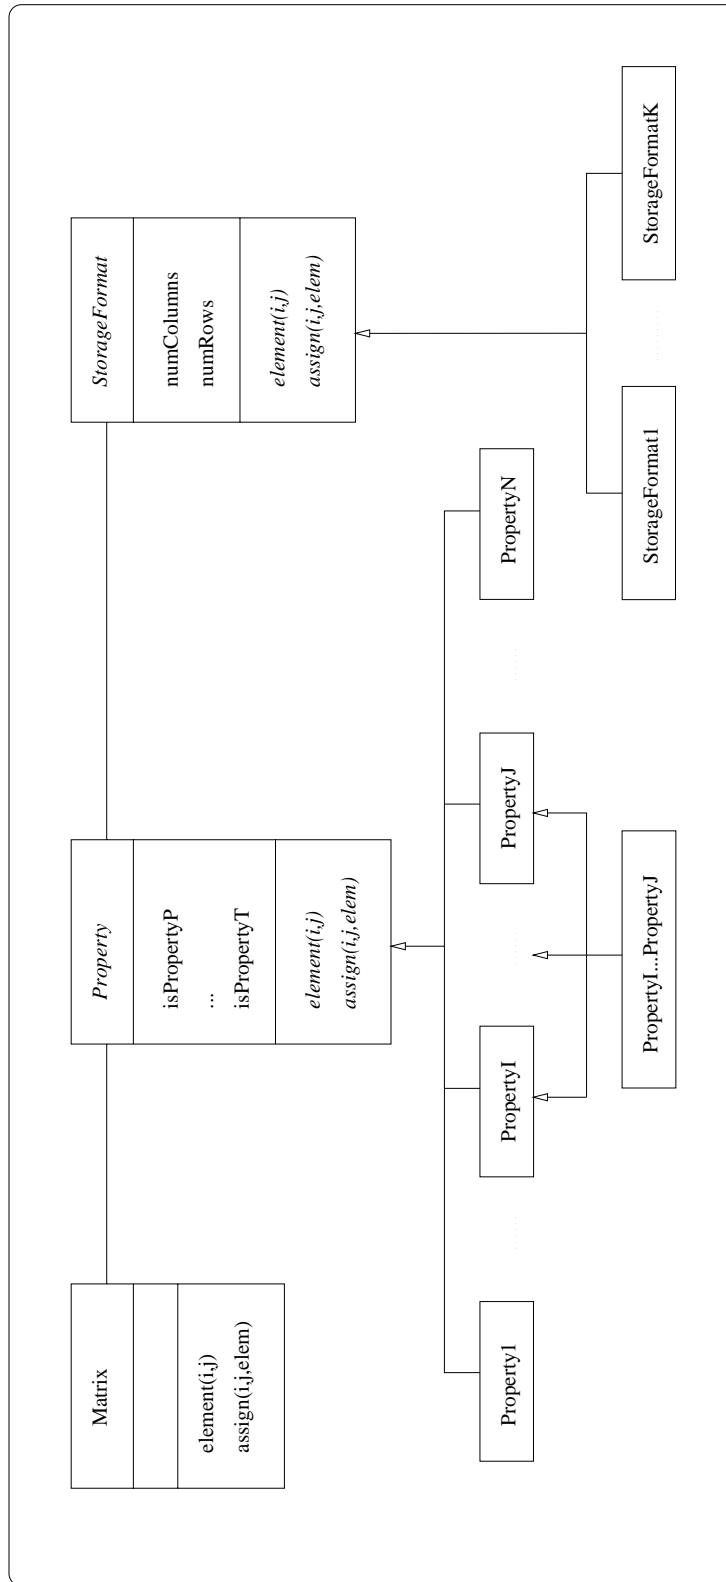 Matrix
element(i,j)
assign(i,j,elem)
Property
isPropertyP
...
isPropertyT
element(i,j)
assign(i,j,elem)
StorageFormat
numColumns
numRows
element(i,j)
assign(i,j,elem)
Property1
......
PropertyI
......
PropertyJ
......
PropertyN
PropertyI...PropertyJ
StorageFormat1
..........
StorageFormatK